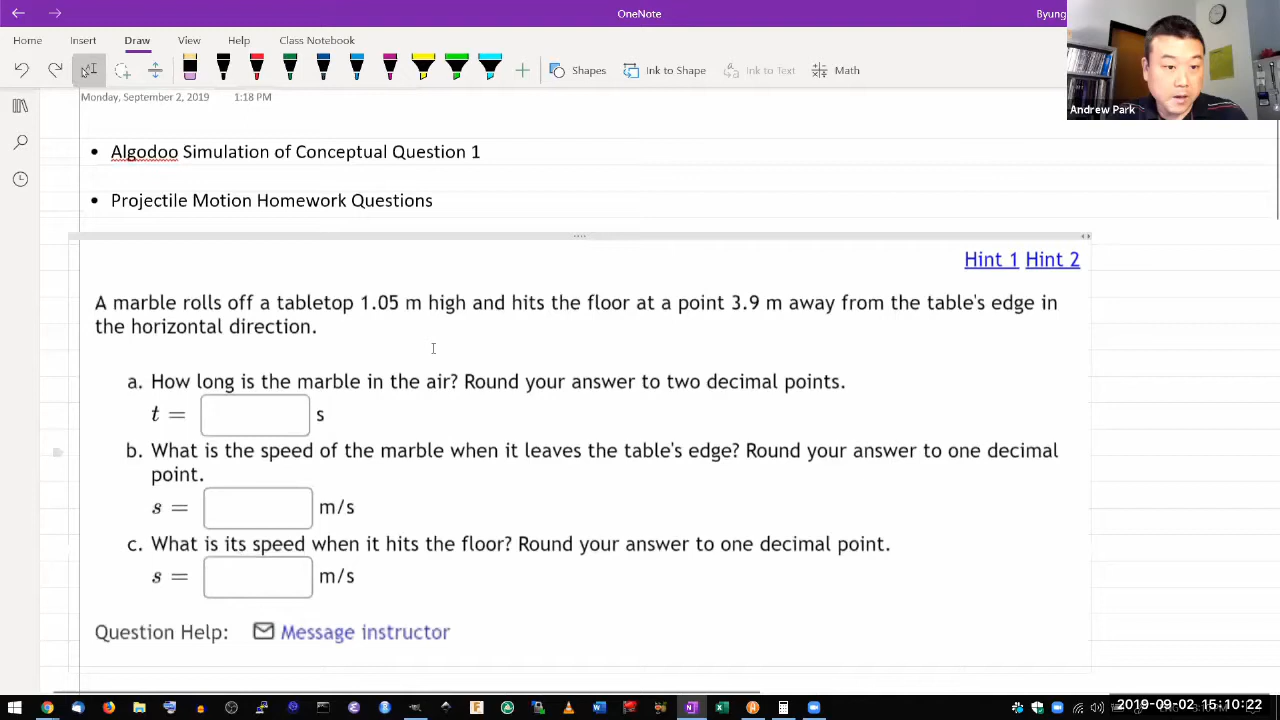 OneNote
Byung
Home Insert Draw View Help Class Notebook
Shapes Ink to Shape Ink to Text Math
Monday, September 2, 2019 1:18 PM
Andrew Park
• Algodoo Simulation of Conceptual Question 1
• Projectile Motion Homework Questions
Hint 1 Hint 2
A marble rolls off a tabletop 1.05 m high and hits the floor at a point 3.9 m away from the table's edge in
the horizontal direction.
a. How long is the marble in the air? Round your answer to two decimal points.
t = s
b. What is the speed of the marble when it leaves the table's edge? Round your answer to one decimal
point.
s = m/s
c. What is its speed when it hits the floor? Round your answer to one decimal point.
s = m/s
Question Help: Message instructor
2019-09-02 15:10:22